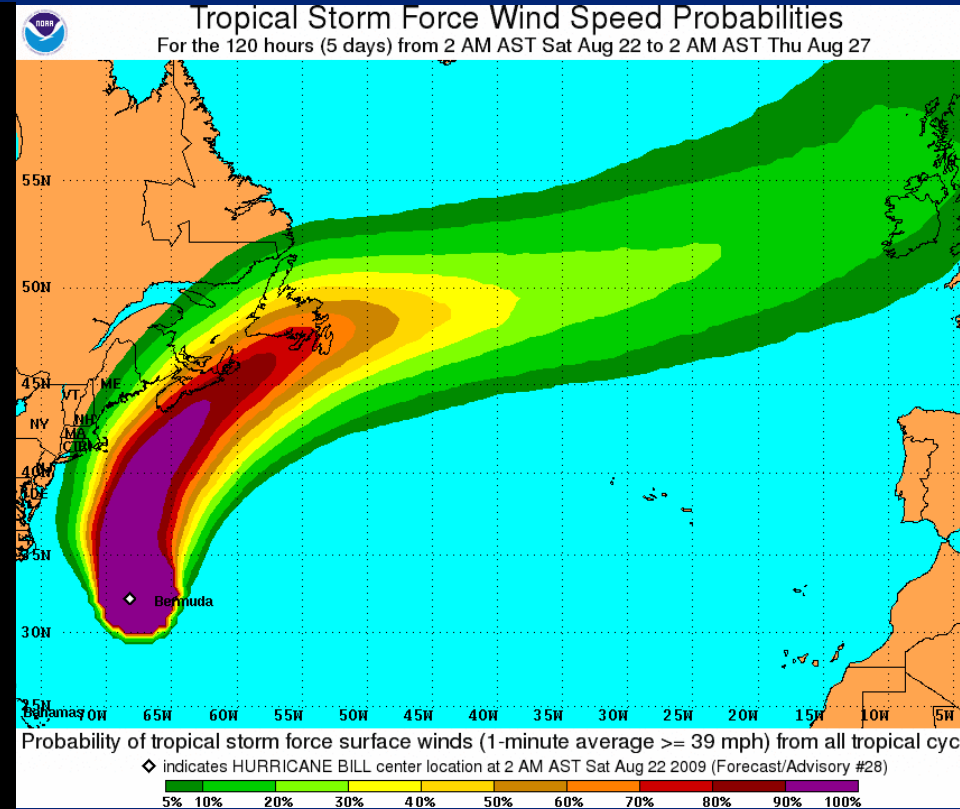 Tropical Storm Force Wind Speed Probabilities
For the 120 hours (5 days) from 2 AM AST Sat Aug 22 to 2 AM AST Thu Aug 27
NOAA
55N
50N
45N
ME
VT
NH
NY
MA
CT
40N
DE
35N
Bermuda
30N
25N
Bahamas
70W 65W 60W 55W 50W 45W 40W 35W 30W 25W 20W 15W 10W 5W
Probability of tropical storm force surface winds (1-minute average >= 39 mph) from all tropical cyc
indicates HURRICANE BILL center location at 2 AM AST Sat Aug 22 2009 (Forecast/Advisory #28)
5% 10% 20% 30% 40% 50% 60% 70% 80% 90% 100%